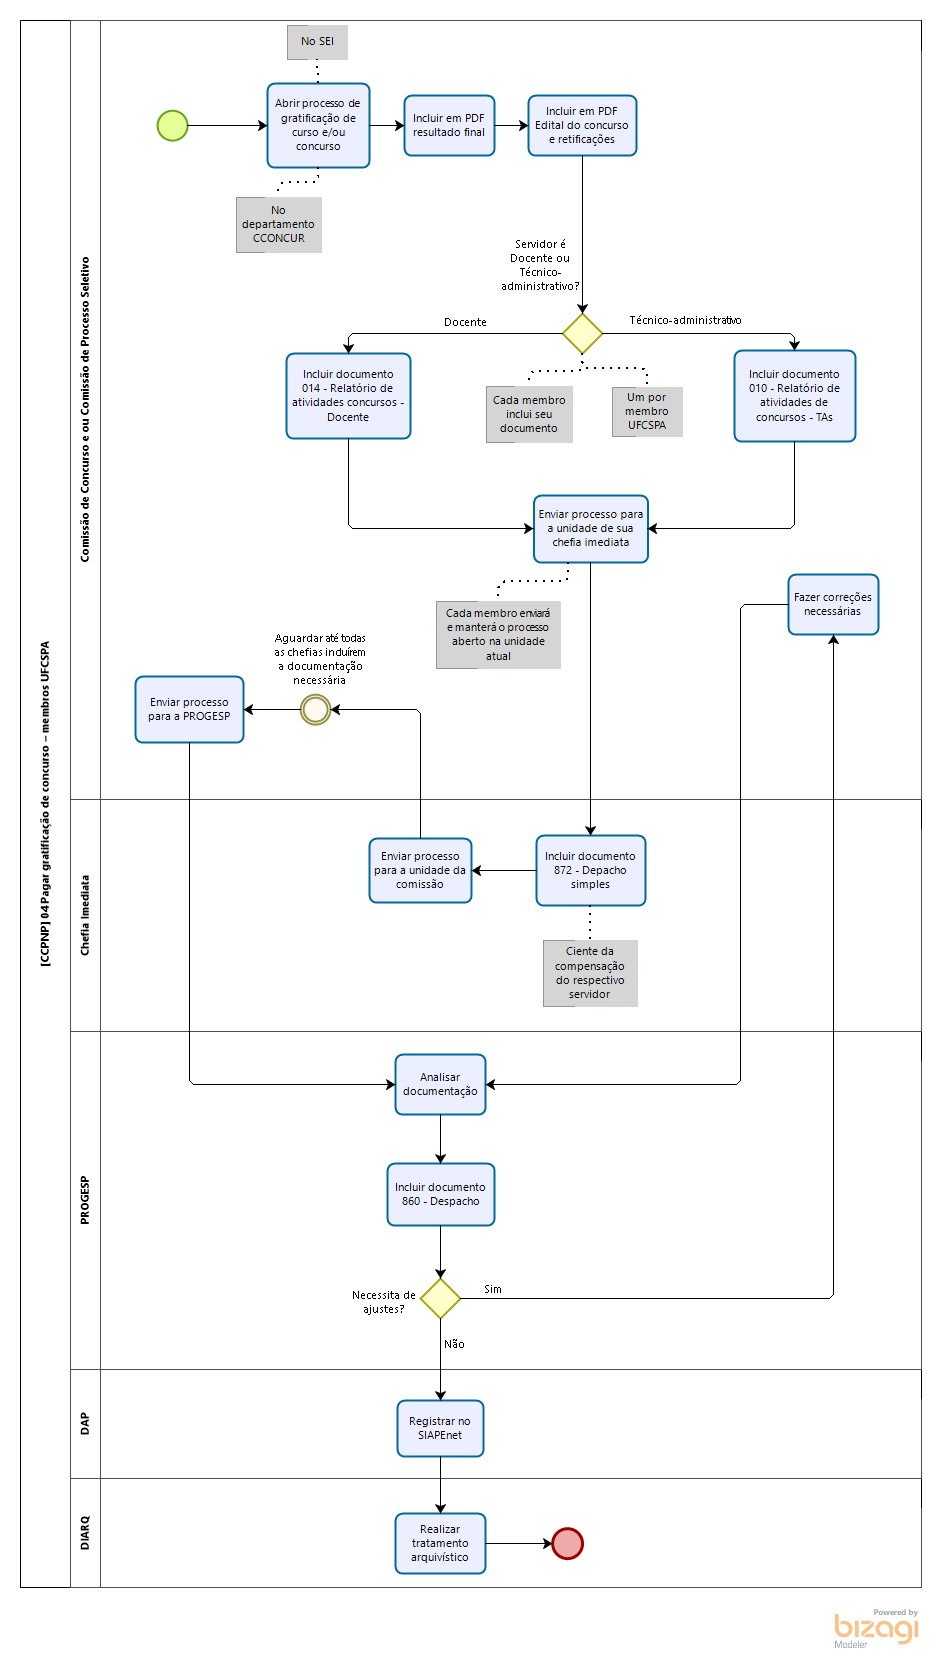 [CCPNP] 04 Pagar gratificação de concurso – membros UFCSPA
Comissão de Concurso e ou Comissão de Processo Seletivo
No SEI
Abrir processo de
gratificação de
curso e/ou
concurso
Incluir em PDF
resultado final
Incluir em PDF
Edital do concurso
e retificações
No
departamento
CCONCUR
Servidor é
Docente ou
Técnico-
administrativo?
Docente
Técnico-administrativo
Incluir documento
014 - Relatório de
atividades concursos -
Docente
Cada membro
inclui seu
documento
Um por
membro
UFCSPA
Incluir documento
010 - Relatório de
atividades de
concursos - TAs
Enviar processo para
a unidade de sua
chefia imediata
Cada membro enviará
e manterá o processo
aberto na unidade
atual
Fazer correções
necessárias
Aguardar até todas
as chefias incluírem
a documentação
necessária
Enviar processo
para a PROGESP
Chefia Imediata
Enviar processo
para a unidade da
comissão
Incluir documento
872 - Depacho
simples
Ciente da
compensação
do respectivo
servidor
PROGESP
Analisar
documentação
Incluir documento
860 - Despacho
Necessita de
ajustes?
Sim
Não
DAP
Registrar no
SIAPEnet
DIARQ
Realizar
tratamento
arquivístico
Powered by
bizagi
Modeler